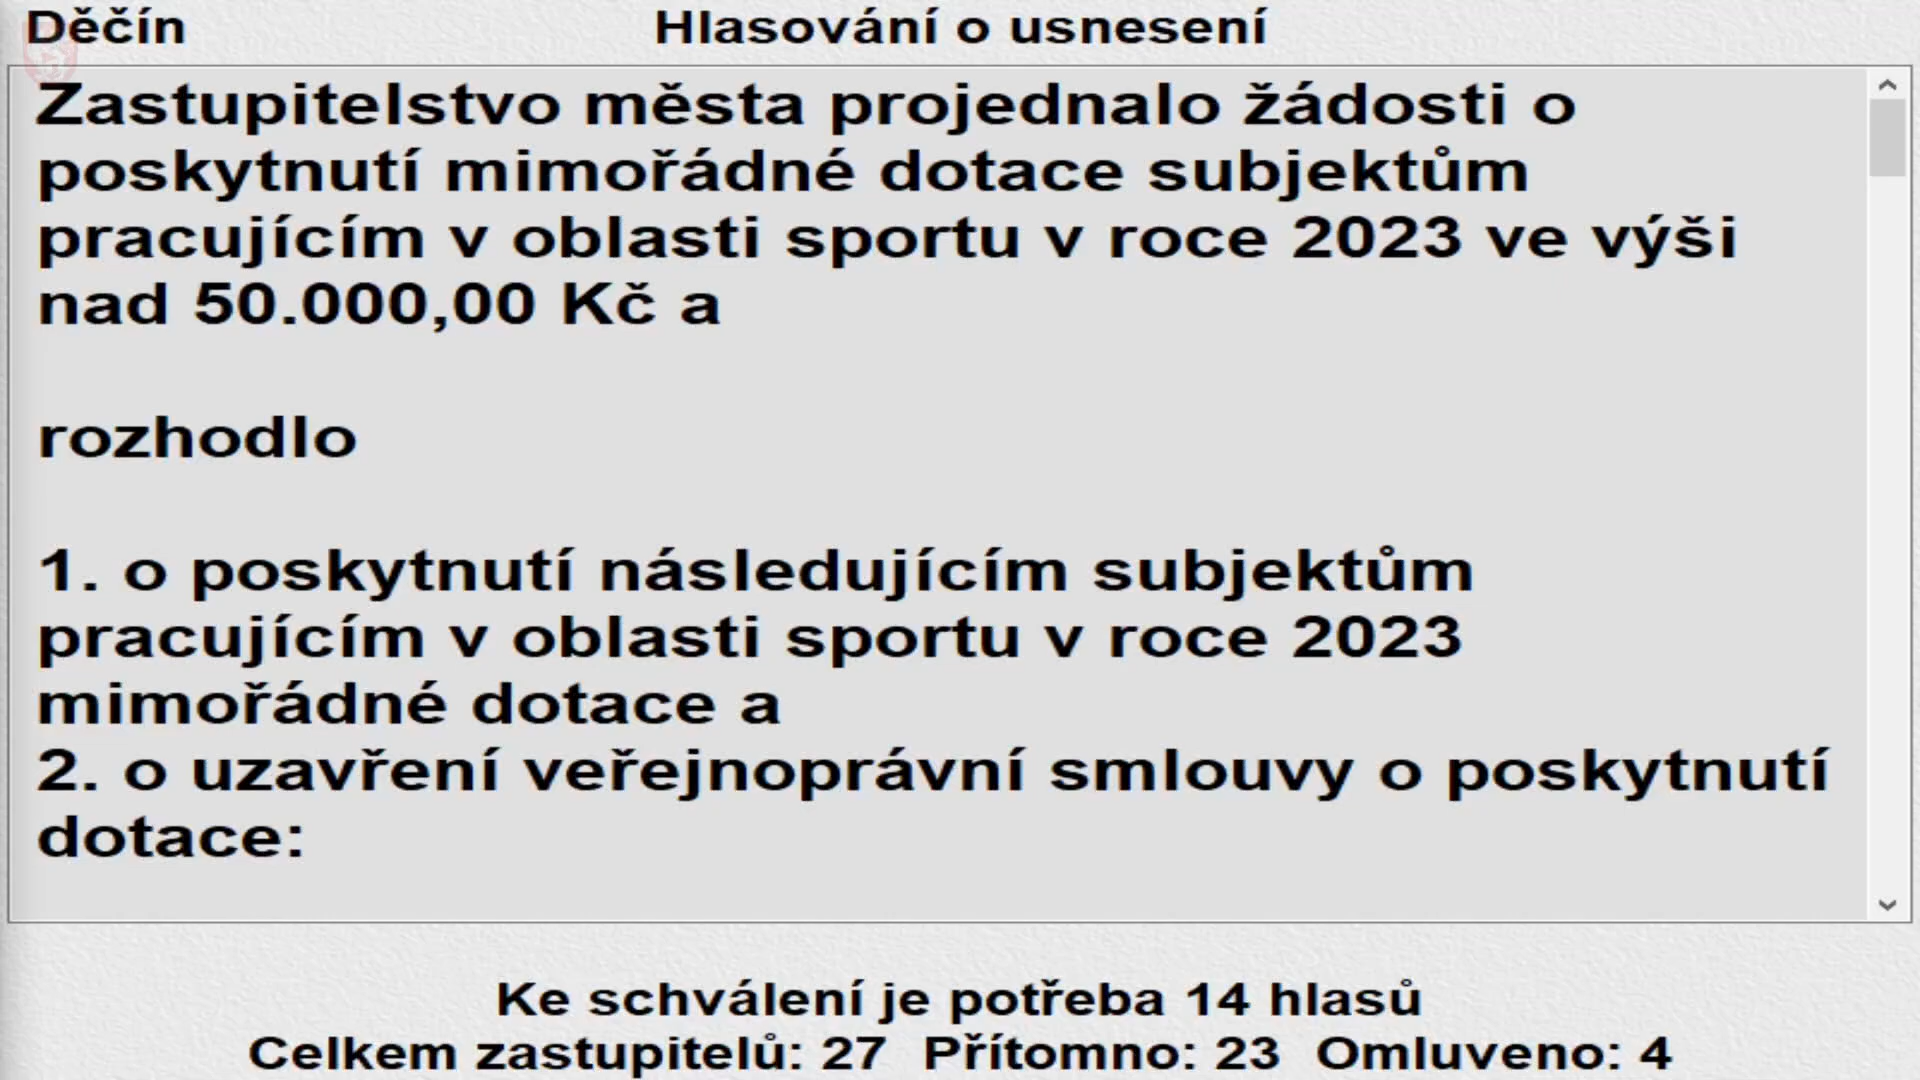 Děčín
Hlasování o usnesení
Zastupitelstvo města projednalo žádosti o
poskytnutí mimořádné dotace subjektům
pracujícím v oblasti sportu v roce 2023 ve výši
nad 50.000,00 Kč a
rozhodlo
1. o poskytnutí následujícím subjektům
pracujícím v oblasti sportu v roce 2023
mimořádné dotace a
2. o uzavření veřejnoprávní smlouvy o poskytnutí
dotace:
Ke schválení je potřeba 14 hlasů
Celkem zastupitelů: 27 Přítomno: 23 Omluveno: 4